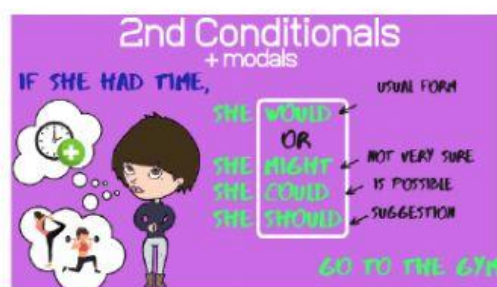 2nd Conditionals
+ modals
IF SHE HAD TIME,
USUAL FORM
SHE WOULD
OR
SHE MIGHT
NOT VERY SURE
SHE COULD
IS POSSIBLE
SHE SHOULD
SUGGESTION
GO TO THE GYM